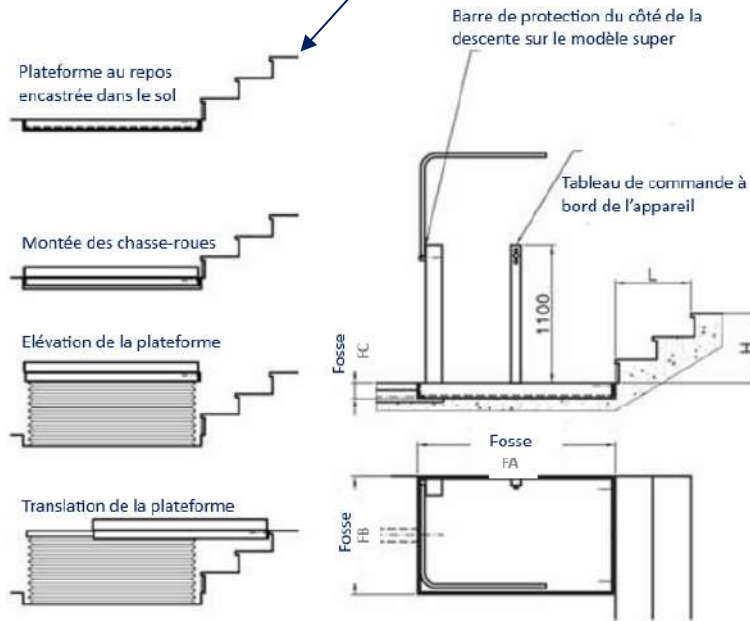 Plateforme au repos
encastrée dans le sol
Montée des chasse-roues
Elévation de la plateforme
Translation de la plateforme
Barre de protection du côté de la
descente sur le modèle super
Tableau de commande à
bord de l'appareil
L
1100
H
Fosse
FC
Fosse
FA
Fosse
FB